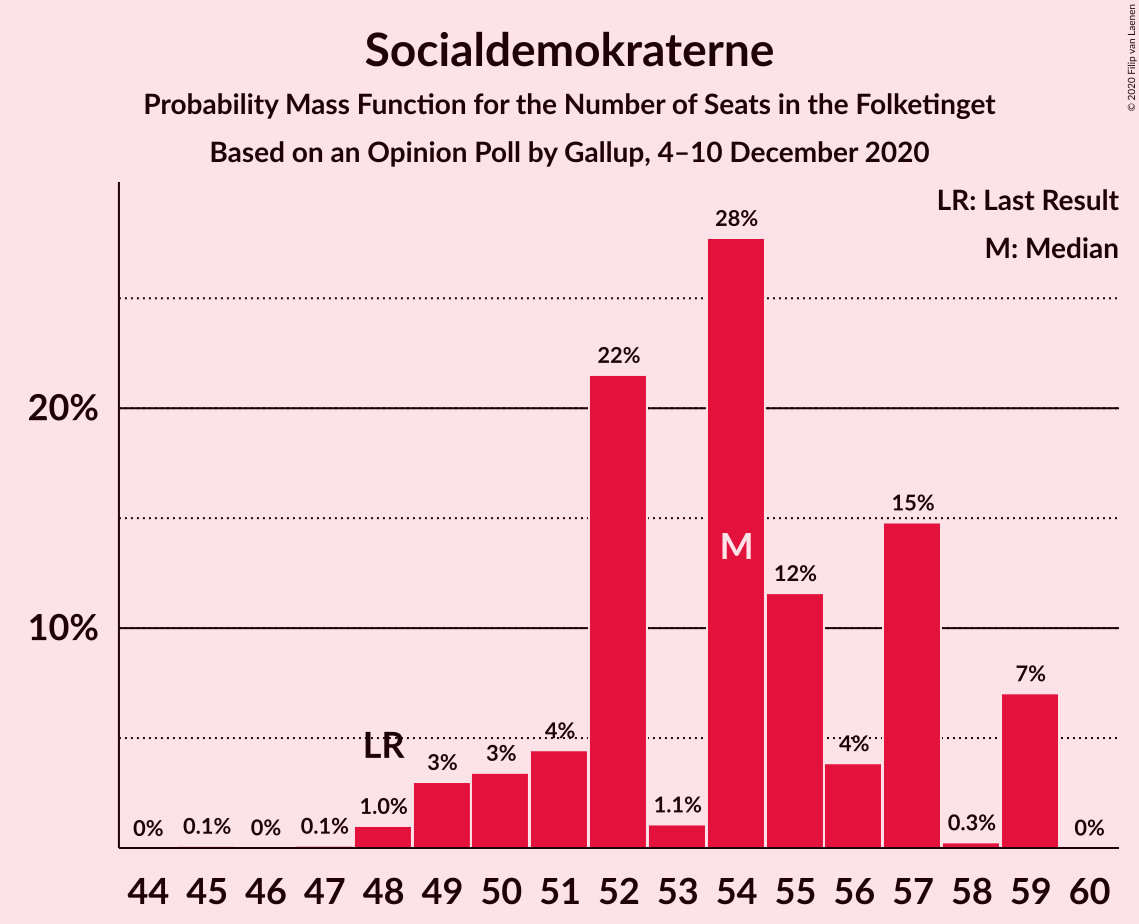 Socialdemokraterne
Probability Mass Function for the Number of Seats in the Folketinget
Based on an Opinion Poll by Gallup, 4–10 December 2020
© 2020 Filip van Laenen
LR: Last Result
M: Median
28%
22%
20%
15%
M
12%
10%
7%
LR
4%
4%
3%
3%
1.0%
1.1%
0.3%
0%
0.1%
0%
0.1%
0%
44 45 46 47 48 49 50 51 52 53 54 55 56 57 58 59 60